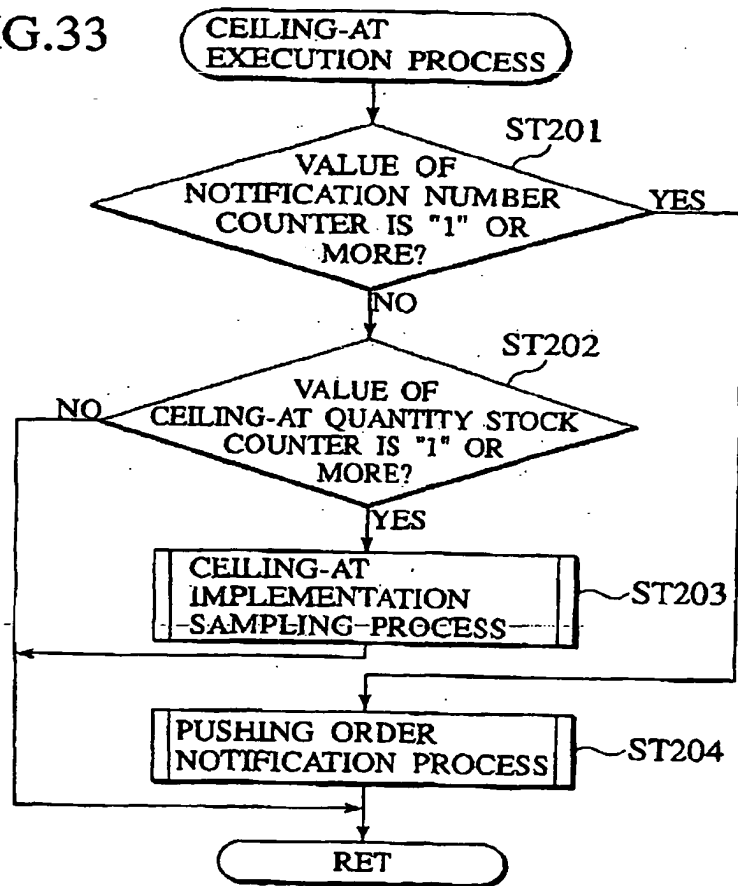 G.33
CEILING-AT
EXECUTION PROCESS
ST201
VALUE OF
NOTIFICATION NUMBER
COUNTER IS "1" OR
MORE?
YES
NO
ST202
VALUE OF
CEILING-AT QUANTITY STOCK
COUNTER IS "1" OR
MORE?
NO
YES
CEILING-AT
IMPLEMENTATION
SAMPLING PROCESS
ST203
PUSHING ORDER
NOTIFICATION PROCESS
ST204
RET